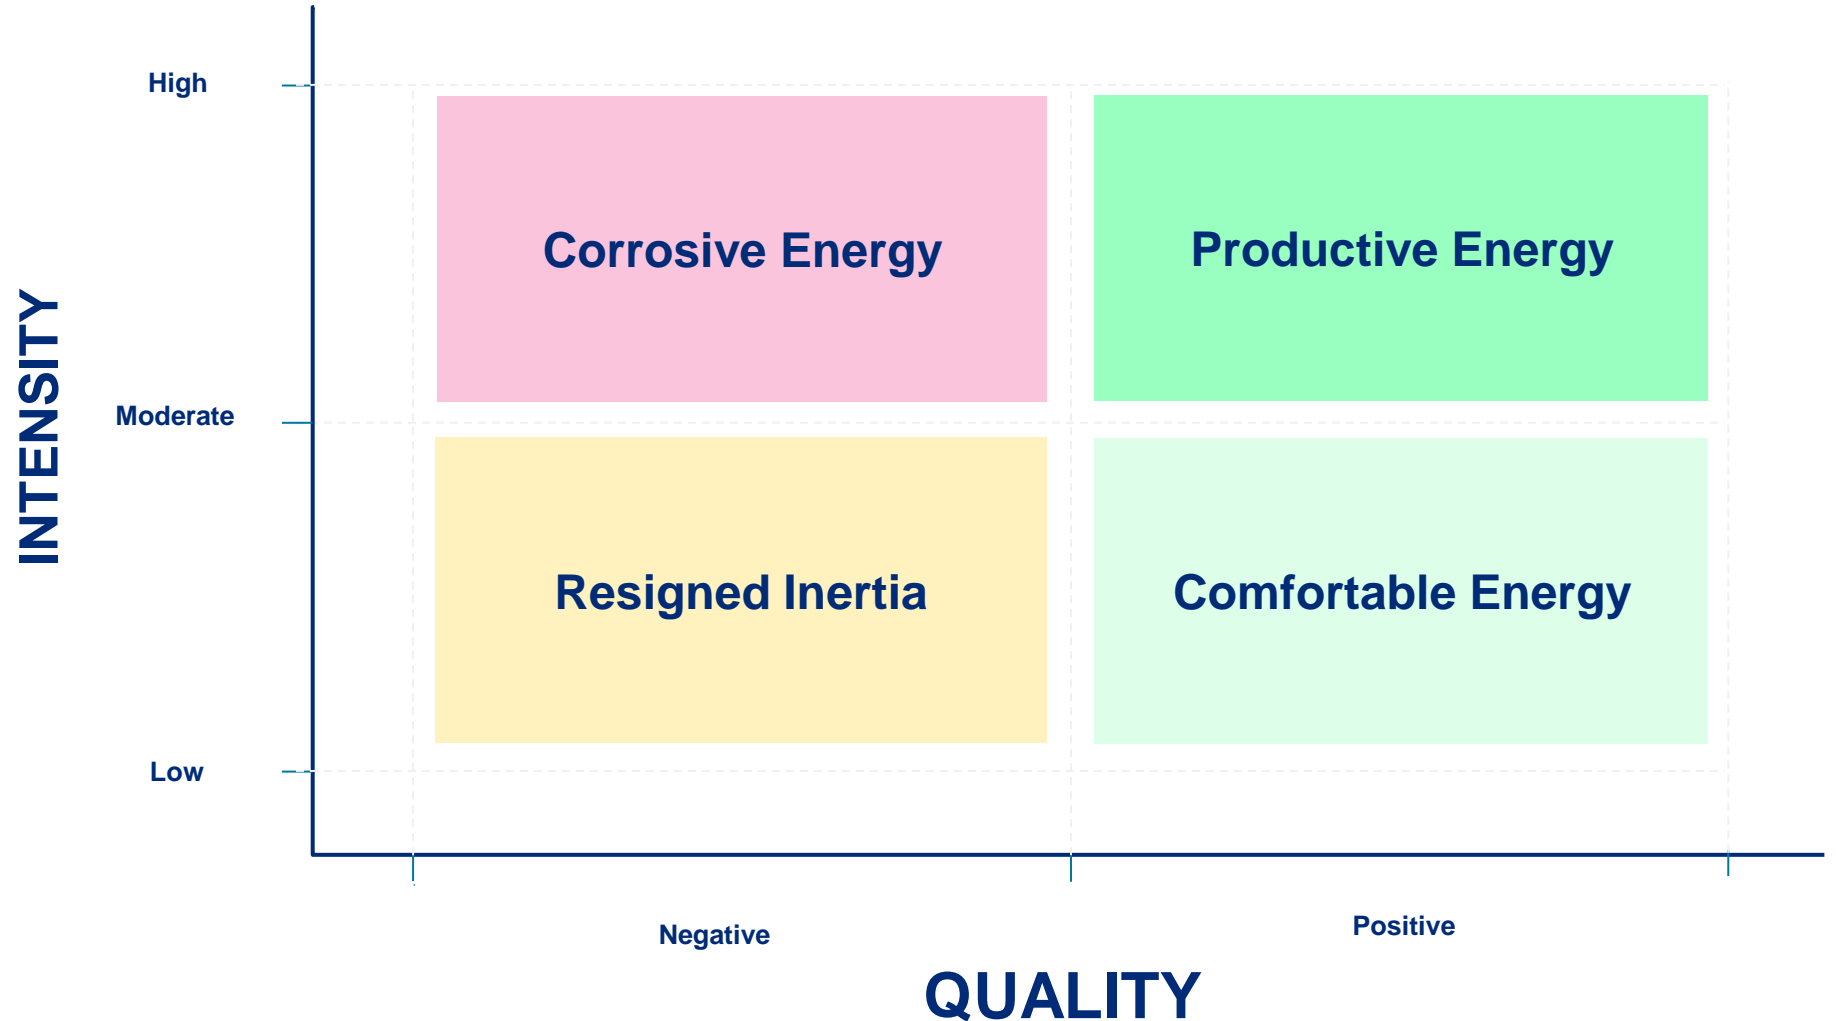 High
Corrosive Energy
Productive Energy
INTENSITY
Moderate
Resigned Inertia
Comfortable Energy
Low
Negative
Positive
QUALITY